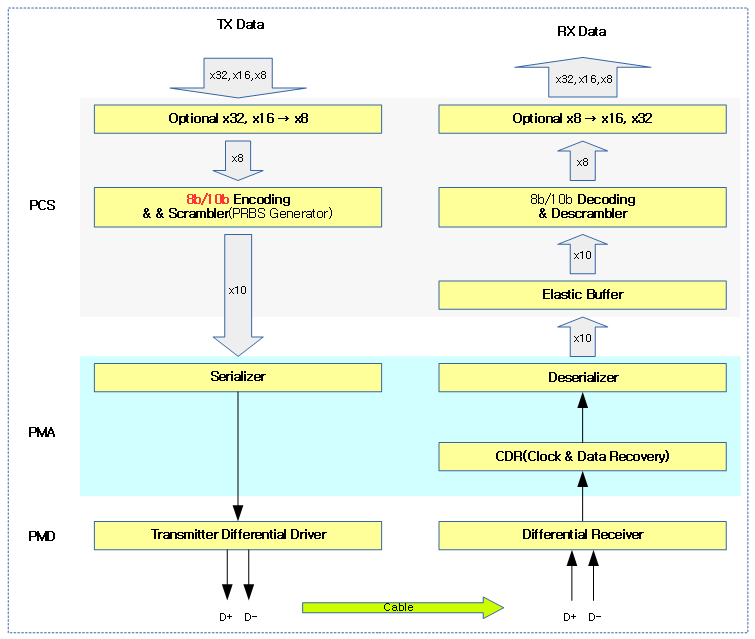 TX Data
RX Data
x32,x16,x8
x32,x16,x8
Optional x32, x16 → x8
Optional x8 → x16, x32
x8
x8
PCS
8b/10b Encoding
& & Scrambler(PRBS Generator)
8b/10b Decoding
& Descrambler
x10
x10
Elastic Buffer
x10
Serializer
Deserializer
PMA
CDR(Clock & Data Recovery)
PMD
Transmitter Differential Driver
Differential Receiver
Cable
D+ D-
D+ D-